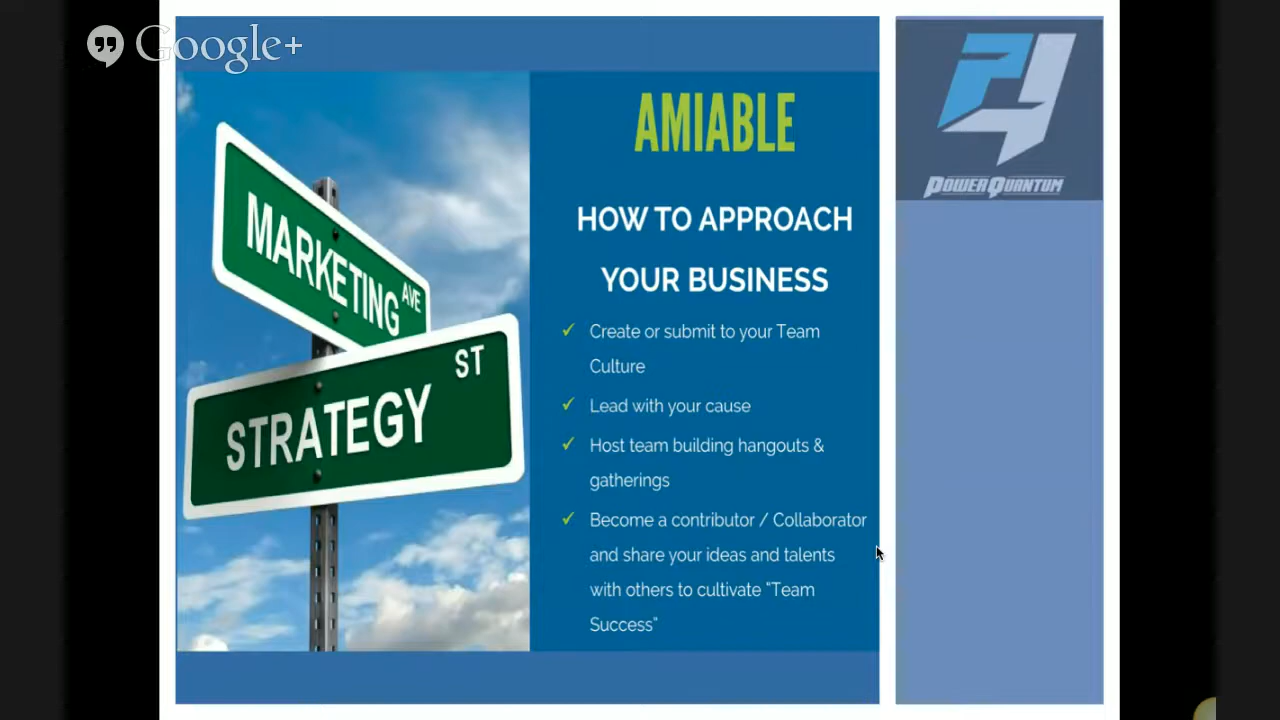 Google+
AMIABLE
HOW TO APPROACH
YOUR BUSINESS
✓ Create or submit to your Team
Culture
✓ Lead with your cause
✓ Host team building hangouts &
gatherings
✓ Become a contributor / Collaborator
and share your ideas and talents
with others to cultivate “Team
Success”
MARKETING AVE
STRATEGY ST
POWERQUANTUM